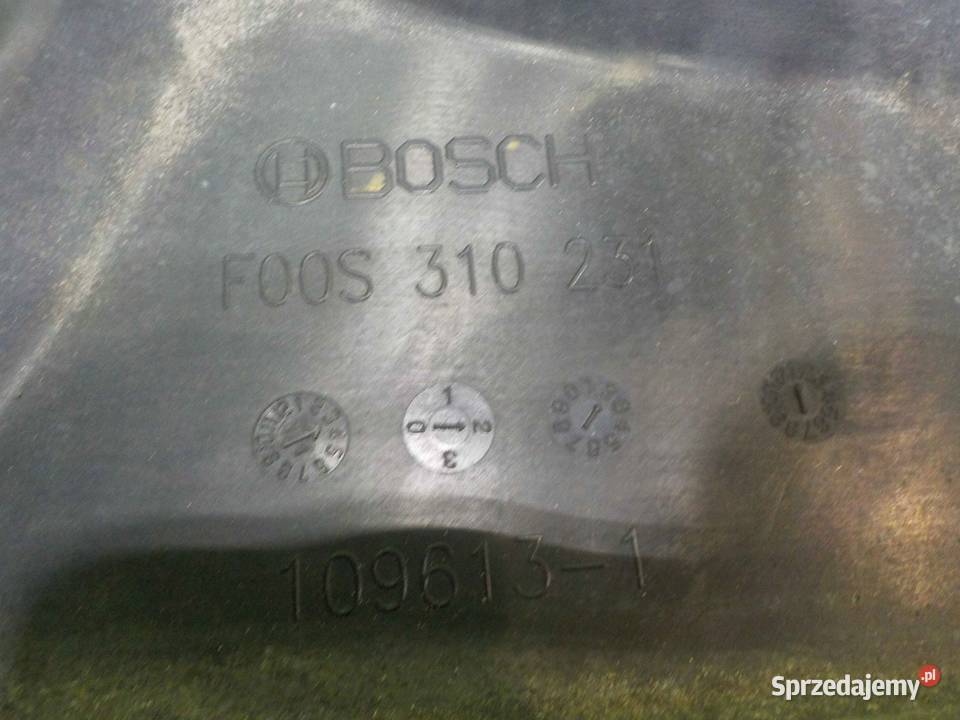 BOSCH
F00S 310 231
1
0 2
3
109613-1
Sprzedajemy.pl